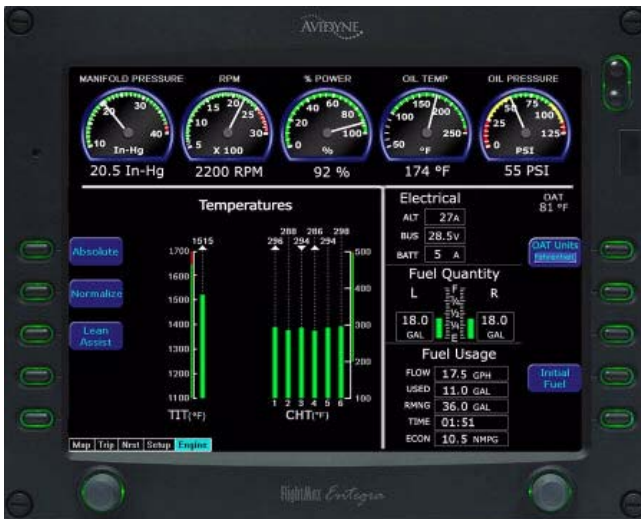 AVIDYNE
MANIFOLD PRESSURE RPM % POWER OIL TEMP OIL PRESSURE
10 20 30 40 In-Hg
5 10 15 20 25 30 X 100
0 20 40 60 80 100 %
50 100 150 200 250 °F
0 25 50 75 100 125 PSI
20.5 In-Hg 2200 RPM 92 % 174 °F 55 PSI
Temperatures
Absolute
Normalize
Lean
Assist
1515
1700
1600
1500
1400
1300
1200
1100
TIT(°F)
288 286 298
296 294 294
500
400
300
200
100
1 2 3 4 5 6
CHT(°F)
Electrical
ALT 27A
BUS 28.5V
BATT 5 A
OAT
81 °F
OAT Units
Fahrenheit
Fuel Quantity
L F R
3/4
1/2
1/4
E
18.0 GAL
18.0 GAL
Fuel Usage
FLOW 17.5 GPH
USED 11.0 GAL
RMNG 36.0 GAL
TIME 01:51
ECON 10.5 NMPG
Initial
Fuel
Map Trip Nrst Setup Engine
FlightMax Entegra